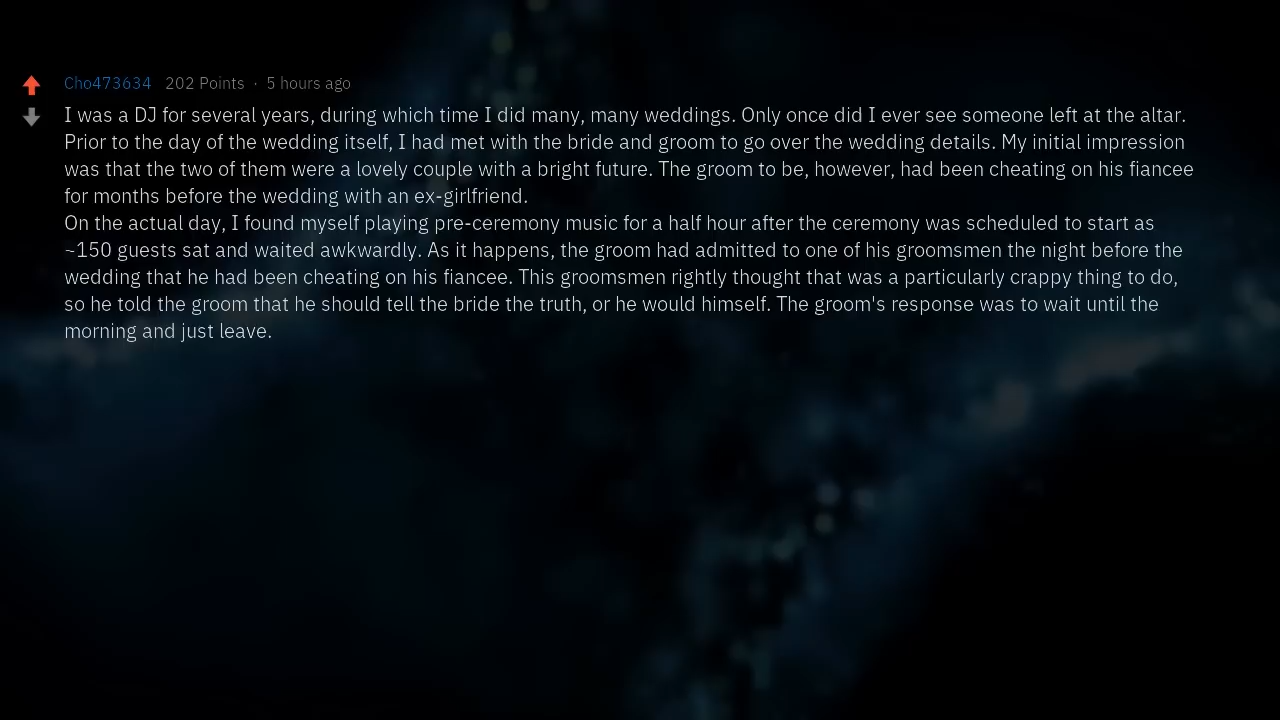 Cho473634 202 Points · 5 hours ago
I was a DJ for several years, during which time I did many, many weddings. Only once did I ever see someone left at the altar.
Prior to the day of the wedding itself, I had met with the bride and groom to go over the wedding details. My initial impression
was that the two of them were a lovely couple with a bright future. The groom to be, however, had been cheating on his fiancee
for months before the wedding with an ex-girlfriend.
On the actual day, I found myself playing pre-ceremony music for a half hour after the ceremony was scheduled to start as
~150 guests sat and waited awkwardly. As it happens, the groom had admitted to one of his groomsmen the night before the
wedding that he had been cheating on his fiancee. This groomsmen rightly thought that was a particularly crappy thing to do,
so he told the groom that he should tell the bride the truth, or he would himself. The groom's response was to wait until the
morning and just leave.